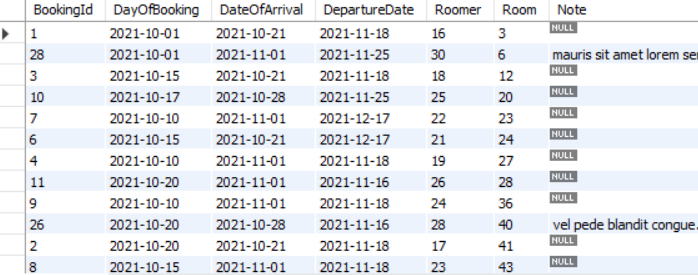 BookingId DayOfBooking DateOfArrival DepartureDate Roomer Room Note
1 2021-10-01 2021-10-21 2021-11-18 16 3 NULL
28 2021-10-01 2021-11-01 2021-11-25 30 6 mauris sit amet lorem
3 2021-10-15 2021-10-21 2021-11-18 18 12 NULL
10 2021-10-17 2021-10-28 2021-11-25 25 20 NULL
7 2021-10-10 2021-11-01 2021-12-17 22 23 NULL
6 2021-10-15 2021-10-21 2021-12-17 21 24 NULL
4 2021-10-10 2021-11-01 2021-11-18 19 27 NULL
11 2021-10-20 2021-11-01 2021-11-16 26 28 NULL
9 2021-10-10 2021-11-01 2021-11-18 24 36 NULL
26 2021-10-20 2021-10-28 2021-11-16 28 40 vel pede blandit congue.
2 2021-10-20 2021-10-21 2021-11-18 17 41 NULL
8 2021-10-15 2021-11-01 2021-11-18 23 43 NULL